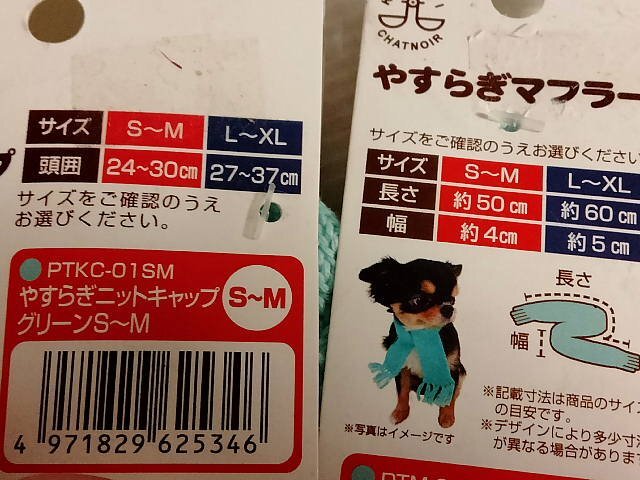 サイズ S〜M L〜XL
頭囲 24〜30cm 27〜37cm
サイズをご確認のうえ
お選びください。
PTKC-01SM
やすらぎニットキャップ
グリーンS〜M
S〜M
4 971829 625346
CHATNOIR
やすらぎマフラー
サイズをご確認のうえお選びください
サイズ S〜M L〜XL
長さ 約50cm 約60cm
幅 約4cm 約5cm
長さ
幅
※写真はイメージです
※記載寸法は商品のサイズ
の目安です。
※デザインにより多少寸
が異なる場合がありま